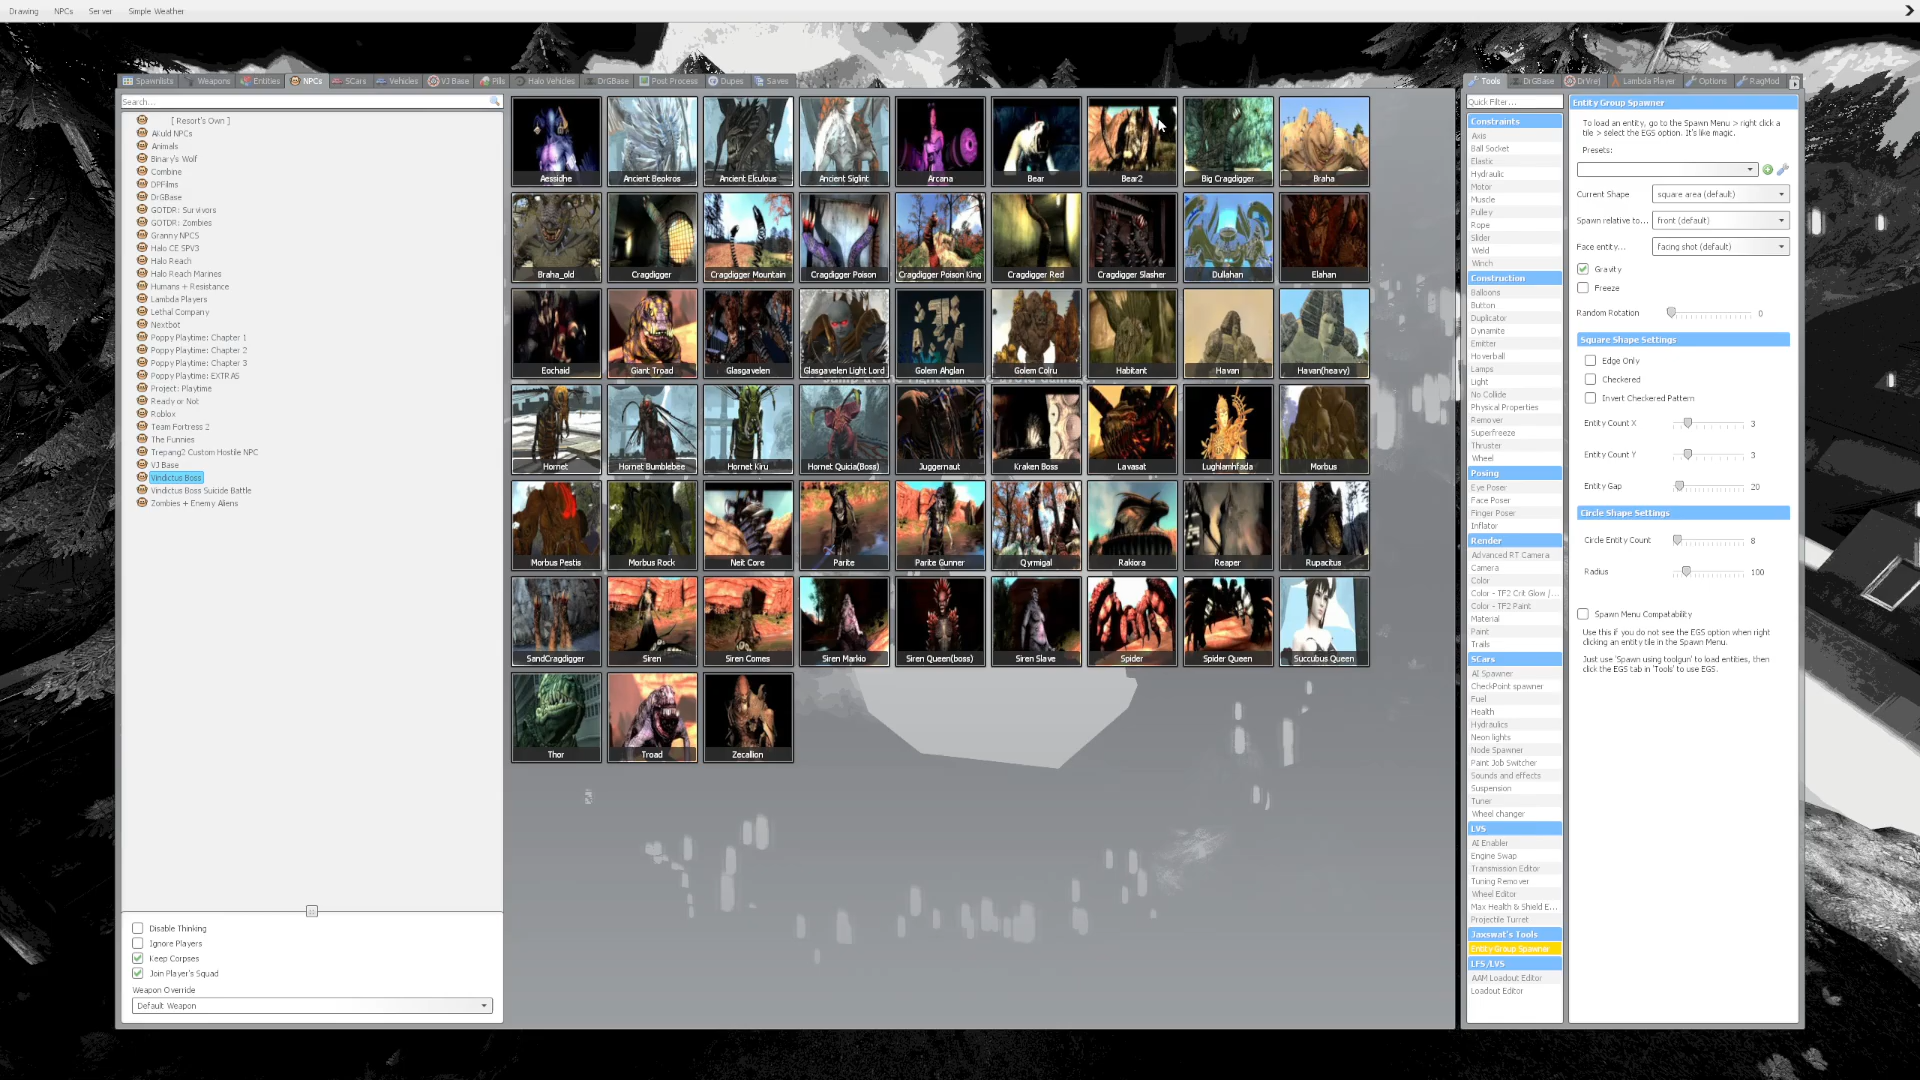 Drawing NPCs Server Simple Weather
Spawnlists Weapons Entities NPCs SCars Vehicles VJ Base Pills Halo Vehicles DrGBase Post Process Dupes Saves
Search...
[ Resort's Own ]
Akuld NPCs
Animals
Binary's Wolf
Combine
DPFilms
DrGBase
GOTDR: Survivors
GOTDR: Zombies
Granny NPCS
Halo CE SPV3
Halo Reach
Halo Reach Marines
Humans + Resistance
Lambda Players
Lethal Company
Nextbot
Poppy Playtime: Chapter 1
Poppy Playtime: Chapter 2
Poppy Playtime: Chapter 3
Poppy Playtime: EXTRAS
Project: Playtime
Ready or Not
Roblox
Team Fortress 2
The Funnies
Trepang2 Custom Hostile NPC
VJ Base
Vindictus Boss
Vindictus Boss Suicide Battle
Zombies + Enemy Aliens
Disable Thinking
Ignore Players
Keep Corpses
Join Player's Squad
Weapon Override
Default Weapon
Aessidhe Ancient Beokros Ancient Elculous Ancient Siglint Arcana Bear Bear2 Big Cragdigger Braha
Braha_old Cragdigger Cragdigger Mountain Cragdigger Poison Cragdigger Poison King Cragdigger Red Cragdigger Slasher Dullahan Elahan
Eochaid Giant Troad Glasgavelen Glasgavelen Light Lord Golem Ahglan Golem Colru Habitant Havan Havan(heavy)
Hornet Hornet Bumblebee Hornet Kiru Hornet Quicia(Boss) Juggernaut Kraken Boss Lavasat Lughlamhfada Morbus
Morbus Pestis Morbus Rock Neit Core Parite Parite Gunner Qyrmigal Rakiora Reaper Rupacitus
SandCragdigger Siren Siren Comes Siren Markio Siren Queen(boss) Siren Slave Spider Spider Queen Succubus Queen
Thor Troad Zecallion
Tools DrGBase DrVrej Lambda Player Options RagMod
Quick Filter...
Constraints
Axis
Ball Socket
Elastic
Hydraulic
Motor
Muscle
Pulley
Rope
Slider
Weld
Winch
Construction
Balloons
Button
Duplicator
Dynamite
Emitter
Hoverball
Lamps
Light
No Collide
Physical Properties
Remover
Superfreeze
Thruster
Wheel
Posing
Eye Poser
Face Poser
Finger Poser
Inflator
Render
Advanced RT Camera
Camera
Color
Color - TF2 Crit Glow /...
Color - TF2 Paint
Material
Paint
Trails
SCars
AI Spawner
CheckPoint spawner
Fuel
Health
Hydraulics
Neon lights
Node Spawner
Paint Job Switcher
Sounds and effects
Suspension
Tuner
Wheel changer
LVS
AI Enabler
Engine Swap
Transmission Editor
Tuning Remover
Wheel Editor
Max Health & Shield E...
Projectile Turret
Jaxswat's Tools
Entity Group Spawner
LFS/LVS
AAM Loadout Editor
Loadout Editor
Entity Group Spawner
To load an entity, go to the Spawn Menu > right click a
tile > select the EGS option. It's like magic.
Presets:
Current Shape square area (default)
Spawn relative to... front (default)
Face entity... facing shot (default)
Gravity
Freeze
Random Rotation 0
Square Shape Settings
Edge Only
Checkered
Invert Checkered Pattern
Entity Count X 3
Entity Count Y 3
Entity Gap 20
Circle Shape Settings
Circle Entity Count 8
Radius 100
Spawn Menu Compatability
Use this if you do not see the EGS option when right
clicking an entity tile in the Spawn Menu.
Just use 'Spawn using toolgun' to load entities, then
click the EGS tab in 'Tools' to use EGS.